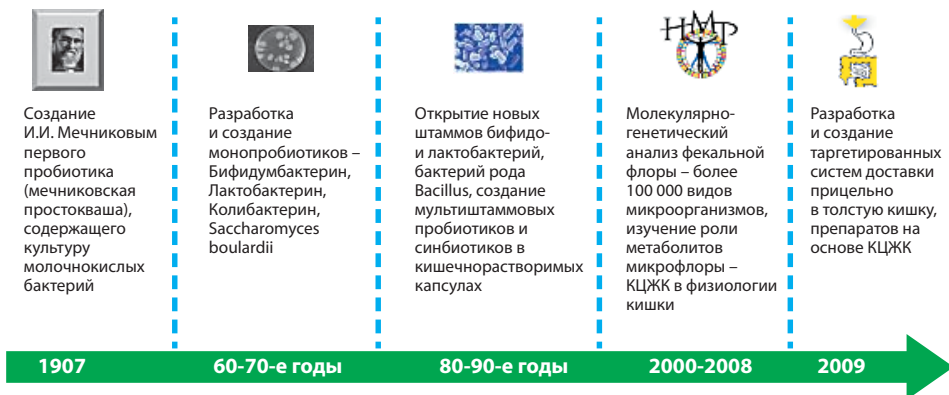 НМР
Создание
И.И. Мечниковым
первого
пробиотика
(мечниковская
простокваша),
содержащего
культуру
молочнокислых
бактерий
Разработка
и создание
монопробиотиков –
Бифидумбактерин,
Лактобактерин,
Колибактерин,
Saccharomyces
boulardii
Открытие новых
штаммов бифидо-
и лактобактерий,
бактерий рода
Bacillus, создание
мультиштаммовых
пробиотиков и
синбиотиков в
кишечнорастворимых
капсулах
Молекулярно-
генетический
анализ фекальной
флоры – более
100 000 видов
микроорганизмов,
изучение роли
метаболитов
микрофлоры –
КЦЖК в физиологии
кишки
Разработка
и создание
таргетированных
систем доставки
прицельно
в толстую кишку,
препаратов на
основе КЦЖК
1907
60-70-е годы
80-90-е годы
2000-2008
2009